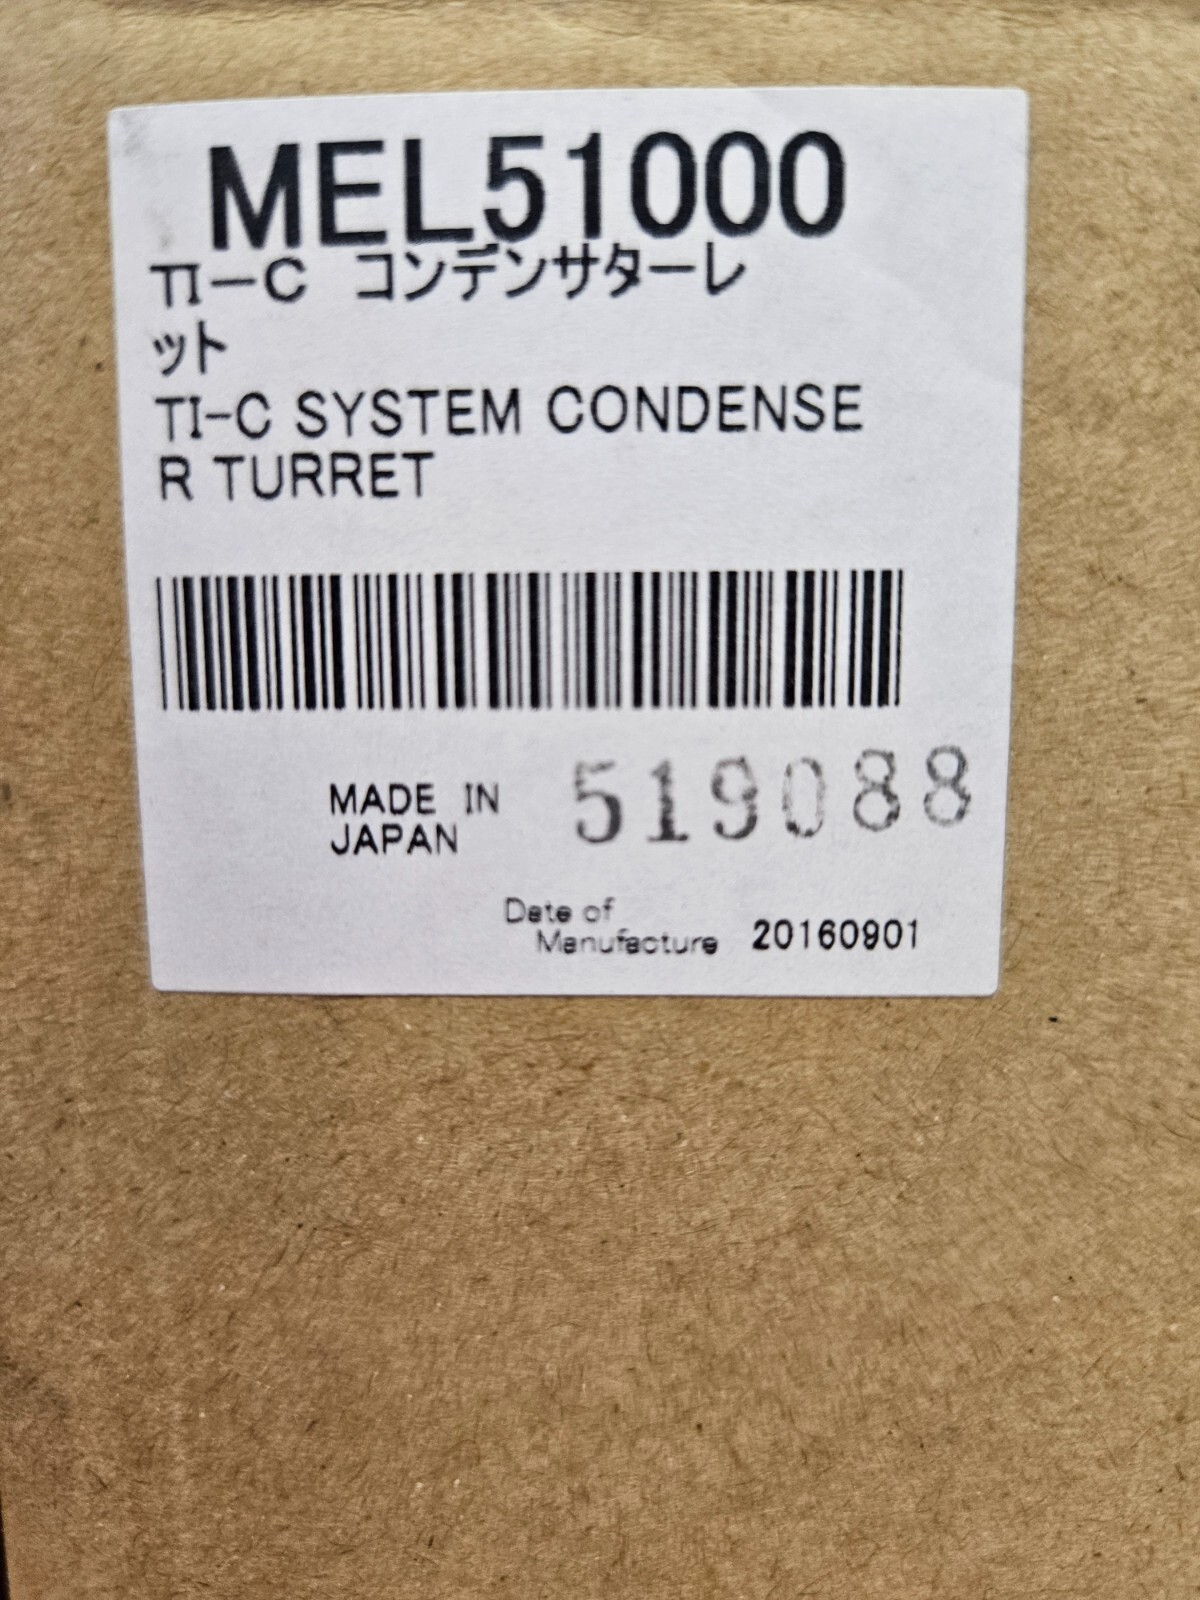 MEL51000
TI-C コンデンサターレ
ット
TI-C SYSTEM CONDENSE
R TURRET
MADE IN
JAPAN
519088
Date of
Manufacture 20160901